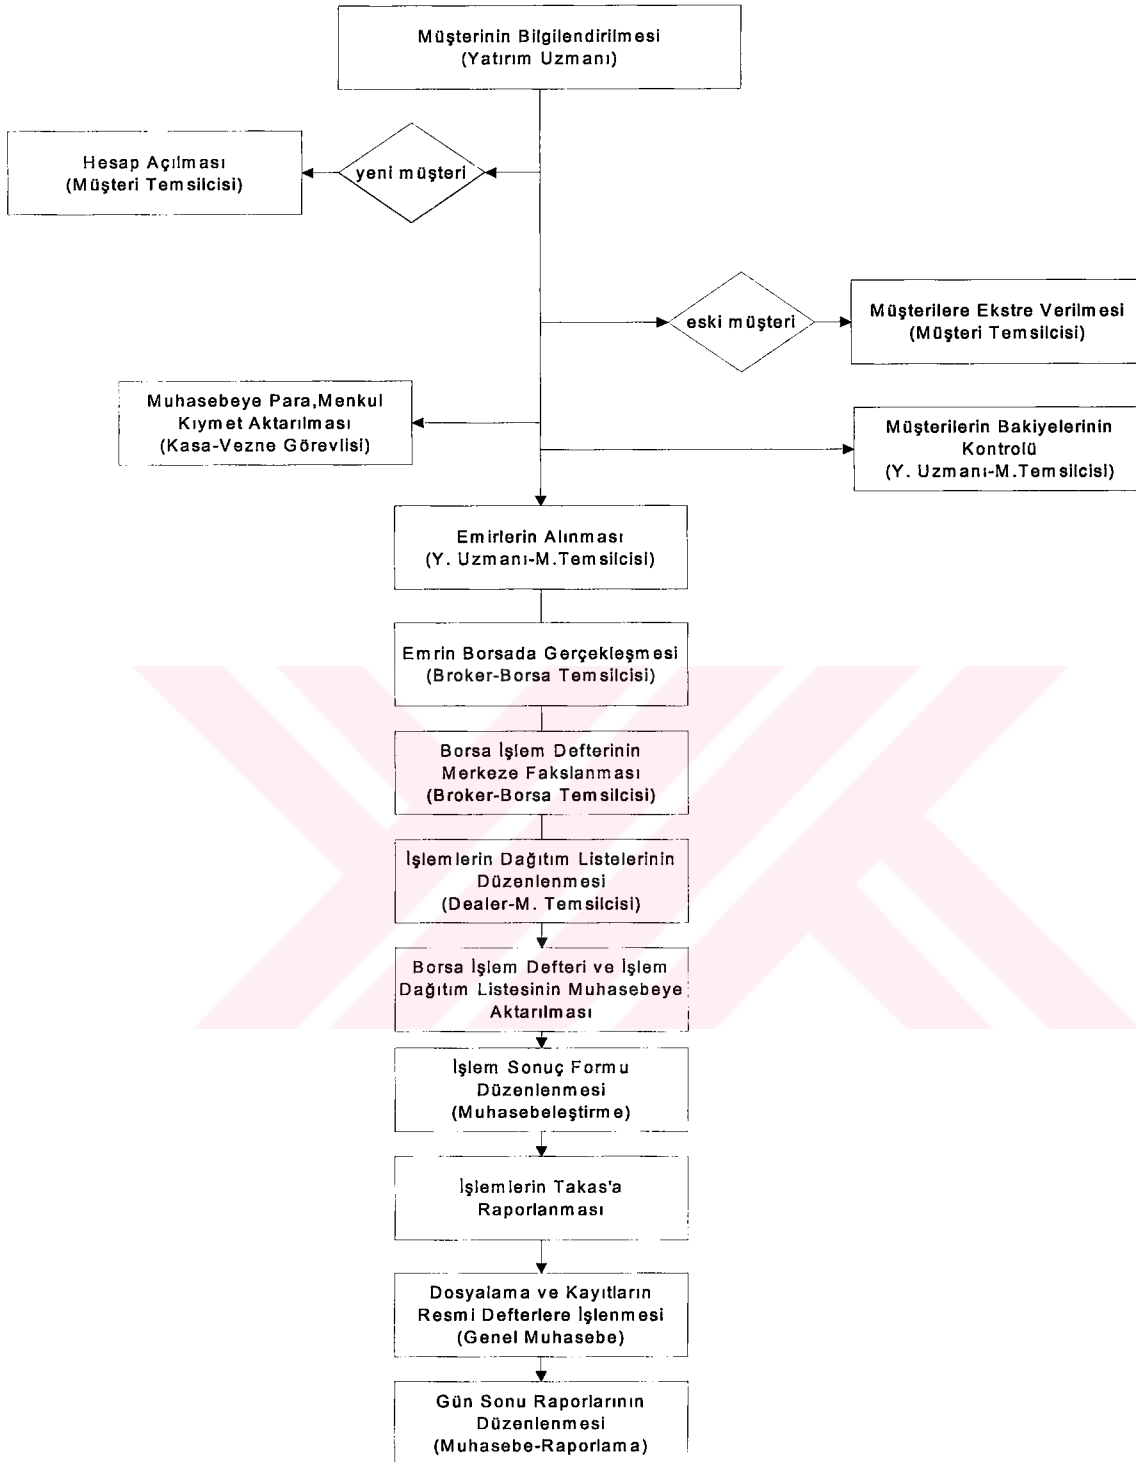 Müşterinin Bilgilendirilmesi
(Yatırım Uzmanı)
Hesap Açılması
(Müşteri Temsilcisi)
yeni müşteri
eski müşteri
Müşterilere Ekstre Verilmesi
(Müşteri Temsilcisi)
Muhasebeye Para,Menkul
Kıymet Aktarılması
(Kasa-Vezne Görevlisi)
Müşterilerin Bakiyelerinin
Kontrolü
(Y. Uzmanı-M.Temsilcisi)
Emirlerin Alınması
(Y. Uzmanı-M.Temsilcisi)
Emrin Borsada Gerçekleşmesi
(Broker-Borsa Temsilcisi)
Borsa İşlem Defterinin
Merkeze Fakslanması
(Broker-Borsa Temsilcisi)
İşlemlerin Dağıtım Listelerinin
Düzenlenmesi
(Dealer-M. Temsilcisi)
Borsa İşlem Defteri ve İşlem
Dağıtım Listesinin Muhasebeye
Aktarılması
İşlem Sonuç Formu
Düzenlenmesi
(Muhasebeleştirme)
İşlemlerin Takas'a
Raporlanması
Dosyalama ve Kayıtların
Resmi Defterlere İşlenmesi
(Genel Muhasebe)
Gün Sonu Raporlarının
Düzenlenmesi
(Muhasebe-Raporlama)